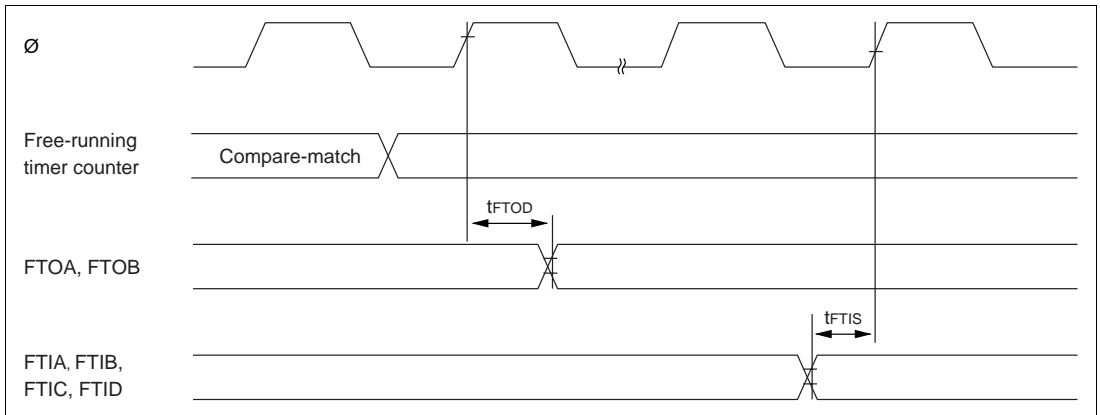 Ø
Free-running
timer counter
Compare-match
tFTOD
FTOA, FTOB
tFTIS
FTIA, FTIB,
FTIC, FTID